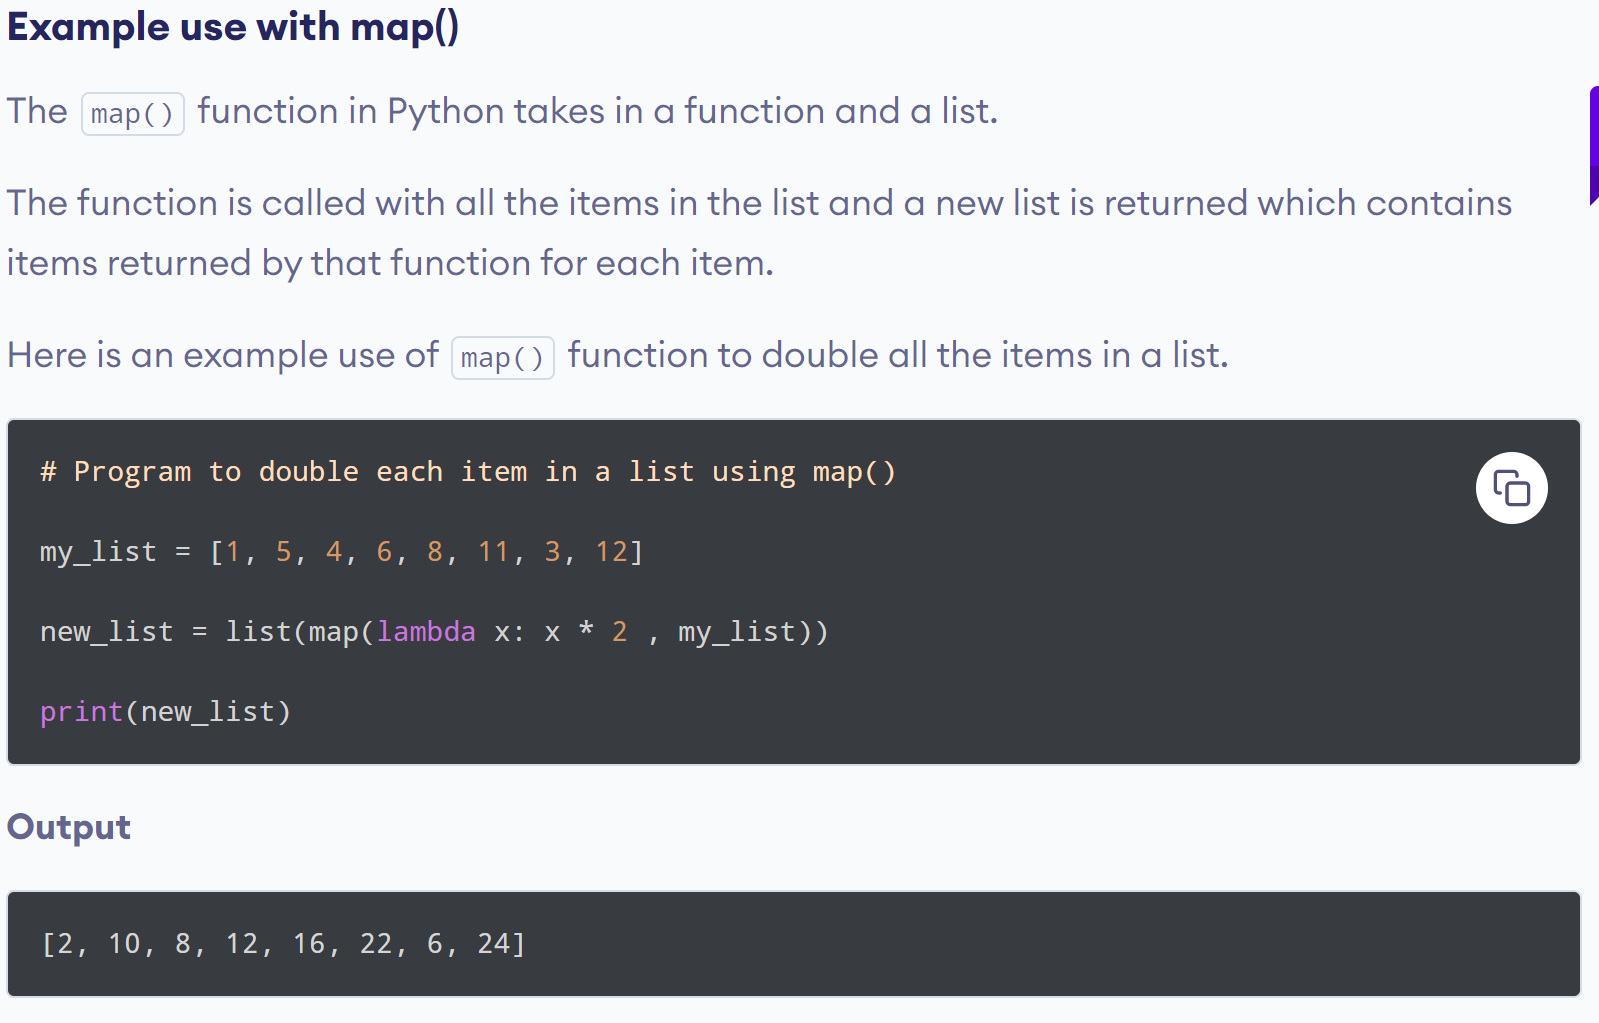 Example use with map()
The map() function in Python takes in a function and a list.
The function is called with all the items in the list and a new list is returned which contains
items returned by that function for each item.
Here is an example use of map() function to double all the items in a list.
# Program to double each item in a list using map()
my_list = [1, 5, 4, 6, 8, 11, 3, 12]
new_list = list(map(lambda x: x * 2 , my_list))
print(new_list)
Output
[2, 10, 8, 12, 16, 22, 6, 24]